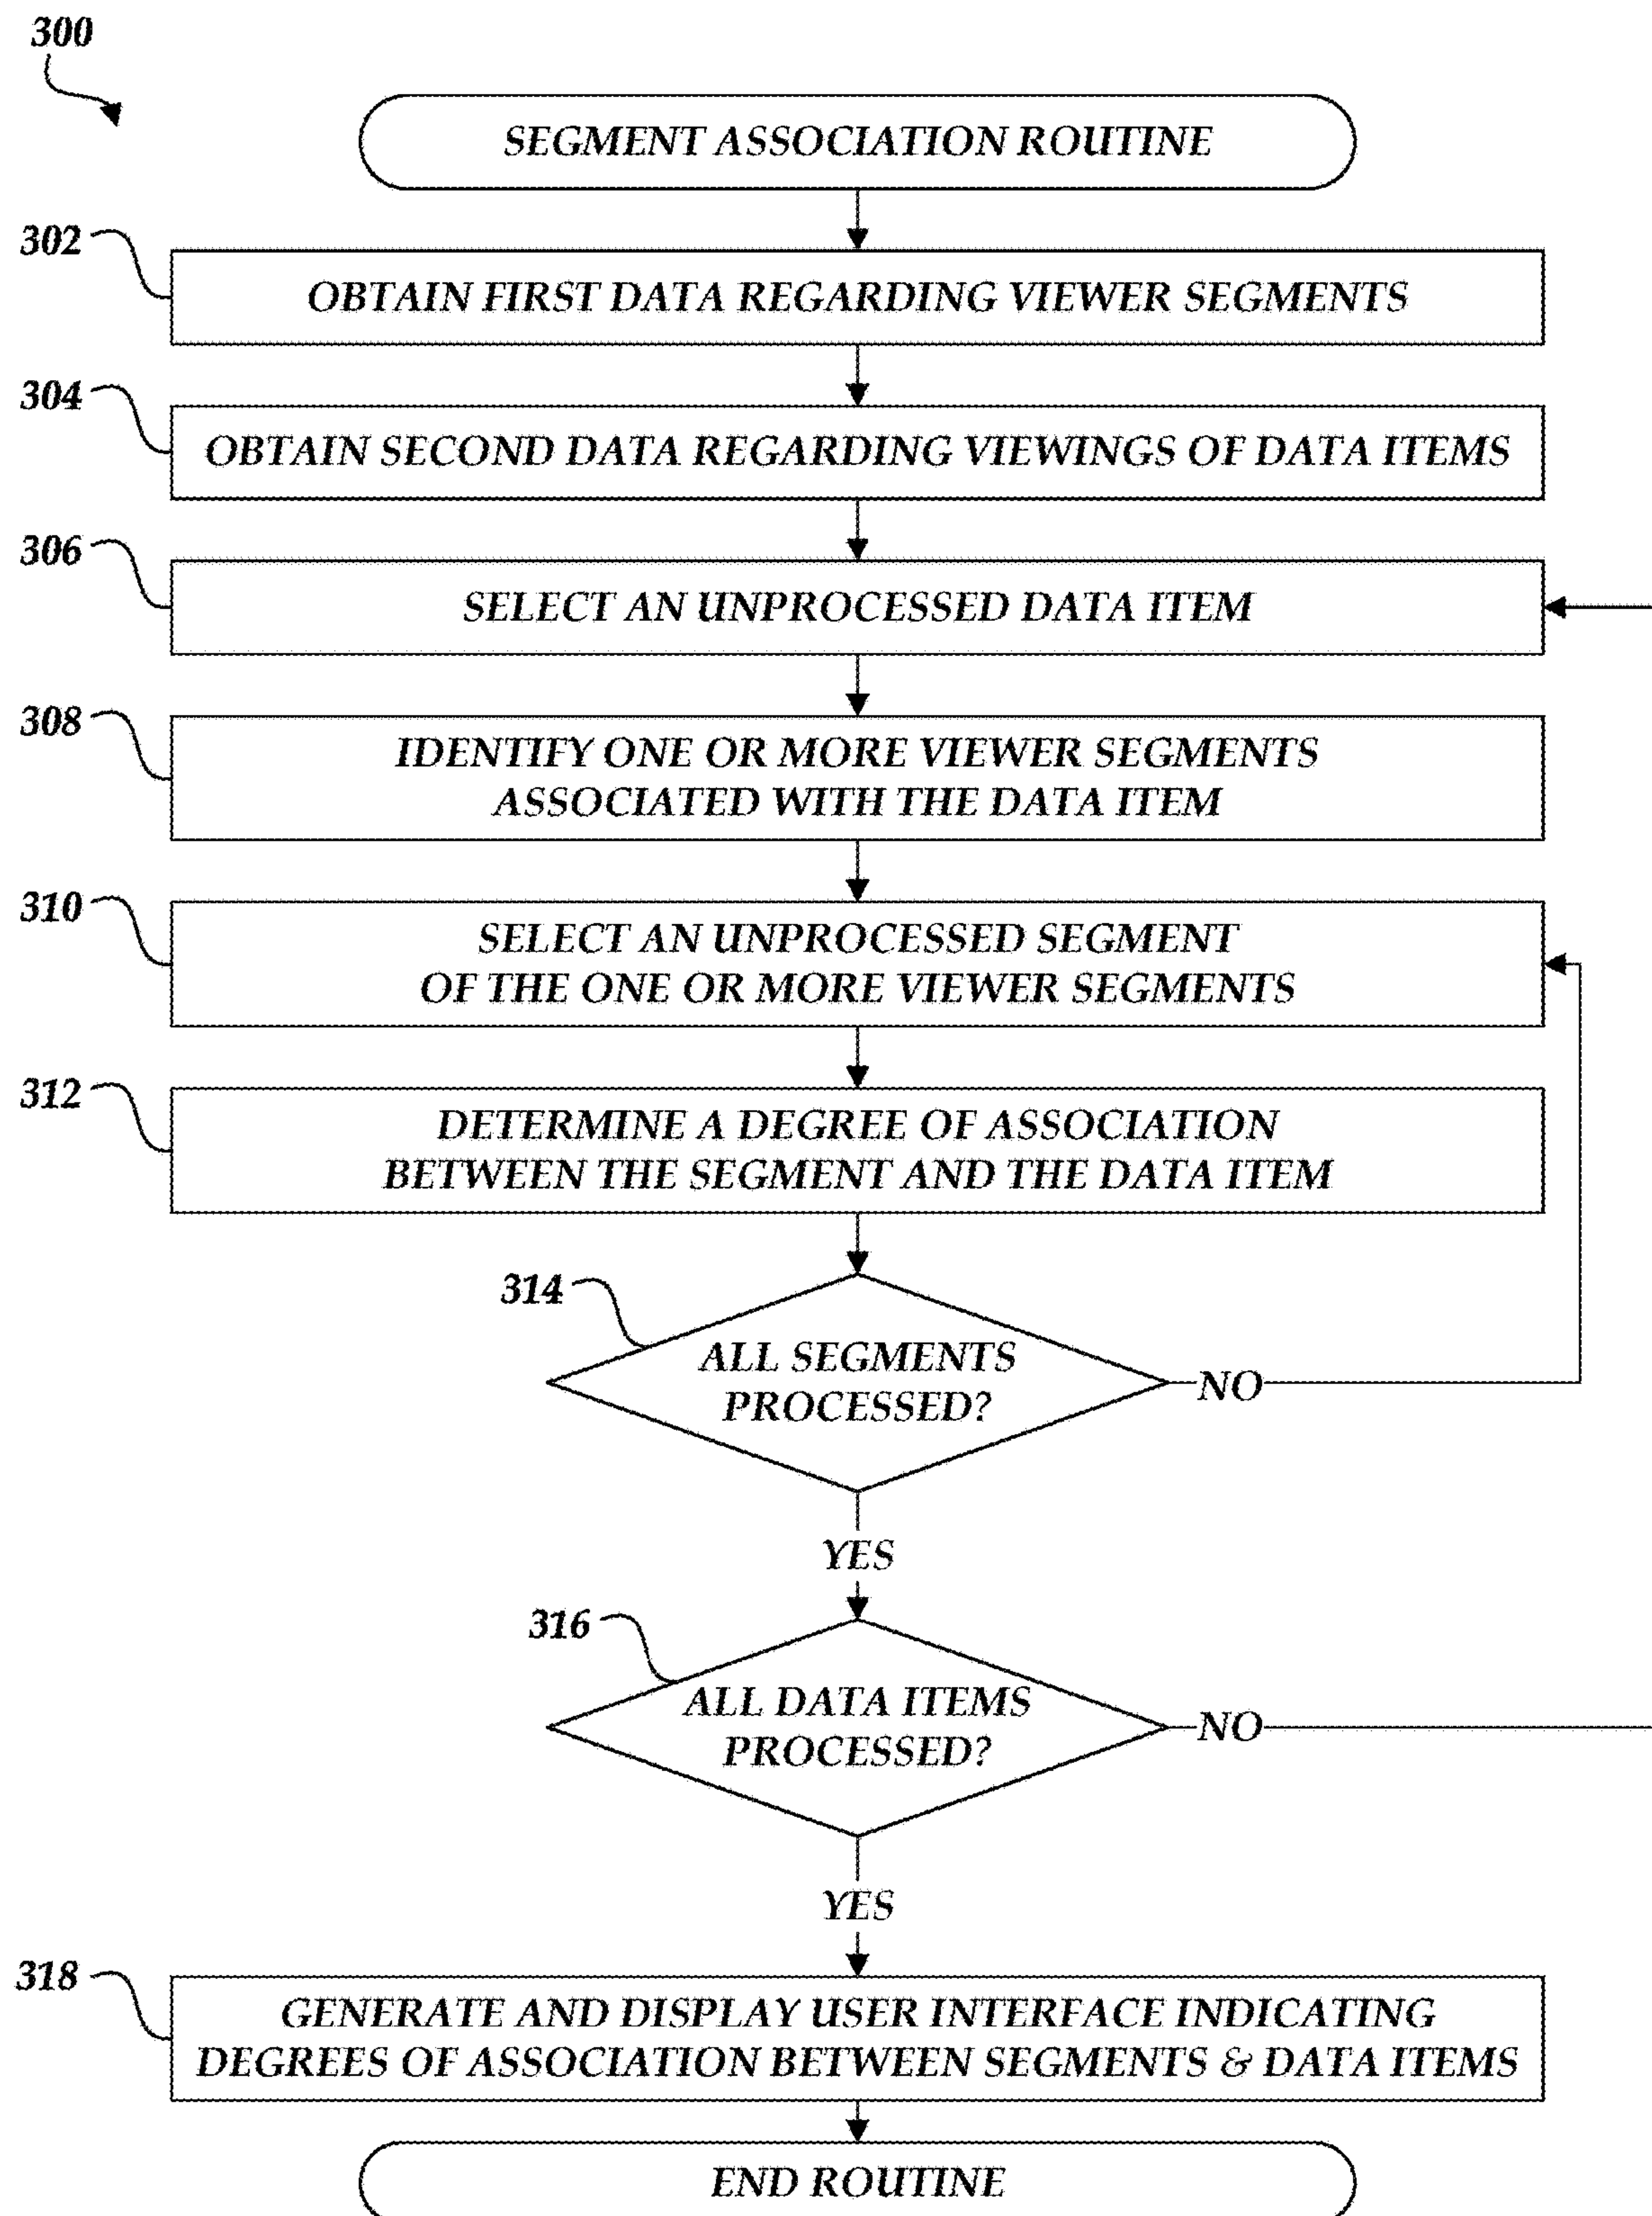 300
SEGMENT ASSOCIATION ROUTINE
302
OBTAIN FIRST DATA REGARDING VIEWER SEGMENTS
304
OBTAIN SECOND DATA REGARDING VIEWINGS OF DATA ITEMS
306
SELECT AN UNPROCESSED DATA ITEM
308
IDENTIFY ONE OR MORE VIEWER SEGMENTS
ASSOCIATED WITH THE DATA ITEM
310
SELECT AN UNPROCESSED SEGMENT
OF THE ONE OR MORE VIEWER SEGMENTS
312
DETERMINE A DEGREE OF ASSOCIATION
BETWEEN THE SEGMENT AND THE DATA ITEM
314
ALL SEGMENTS
PROCESSED?
NO
YES
316
ALL DATA ITEMS
PROCESSED?
NO
YES
318
GENERATE AND DISPLAY USER INTERFACE INDICATING
DEGREES OF ASSOCIATION BETWEEN SEGMENTS & DATA ITEMS
END ROUTINE